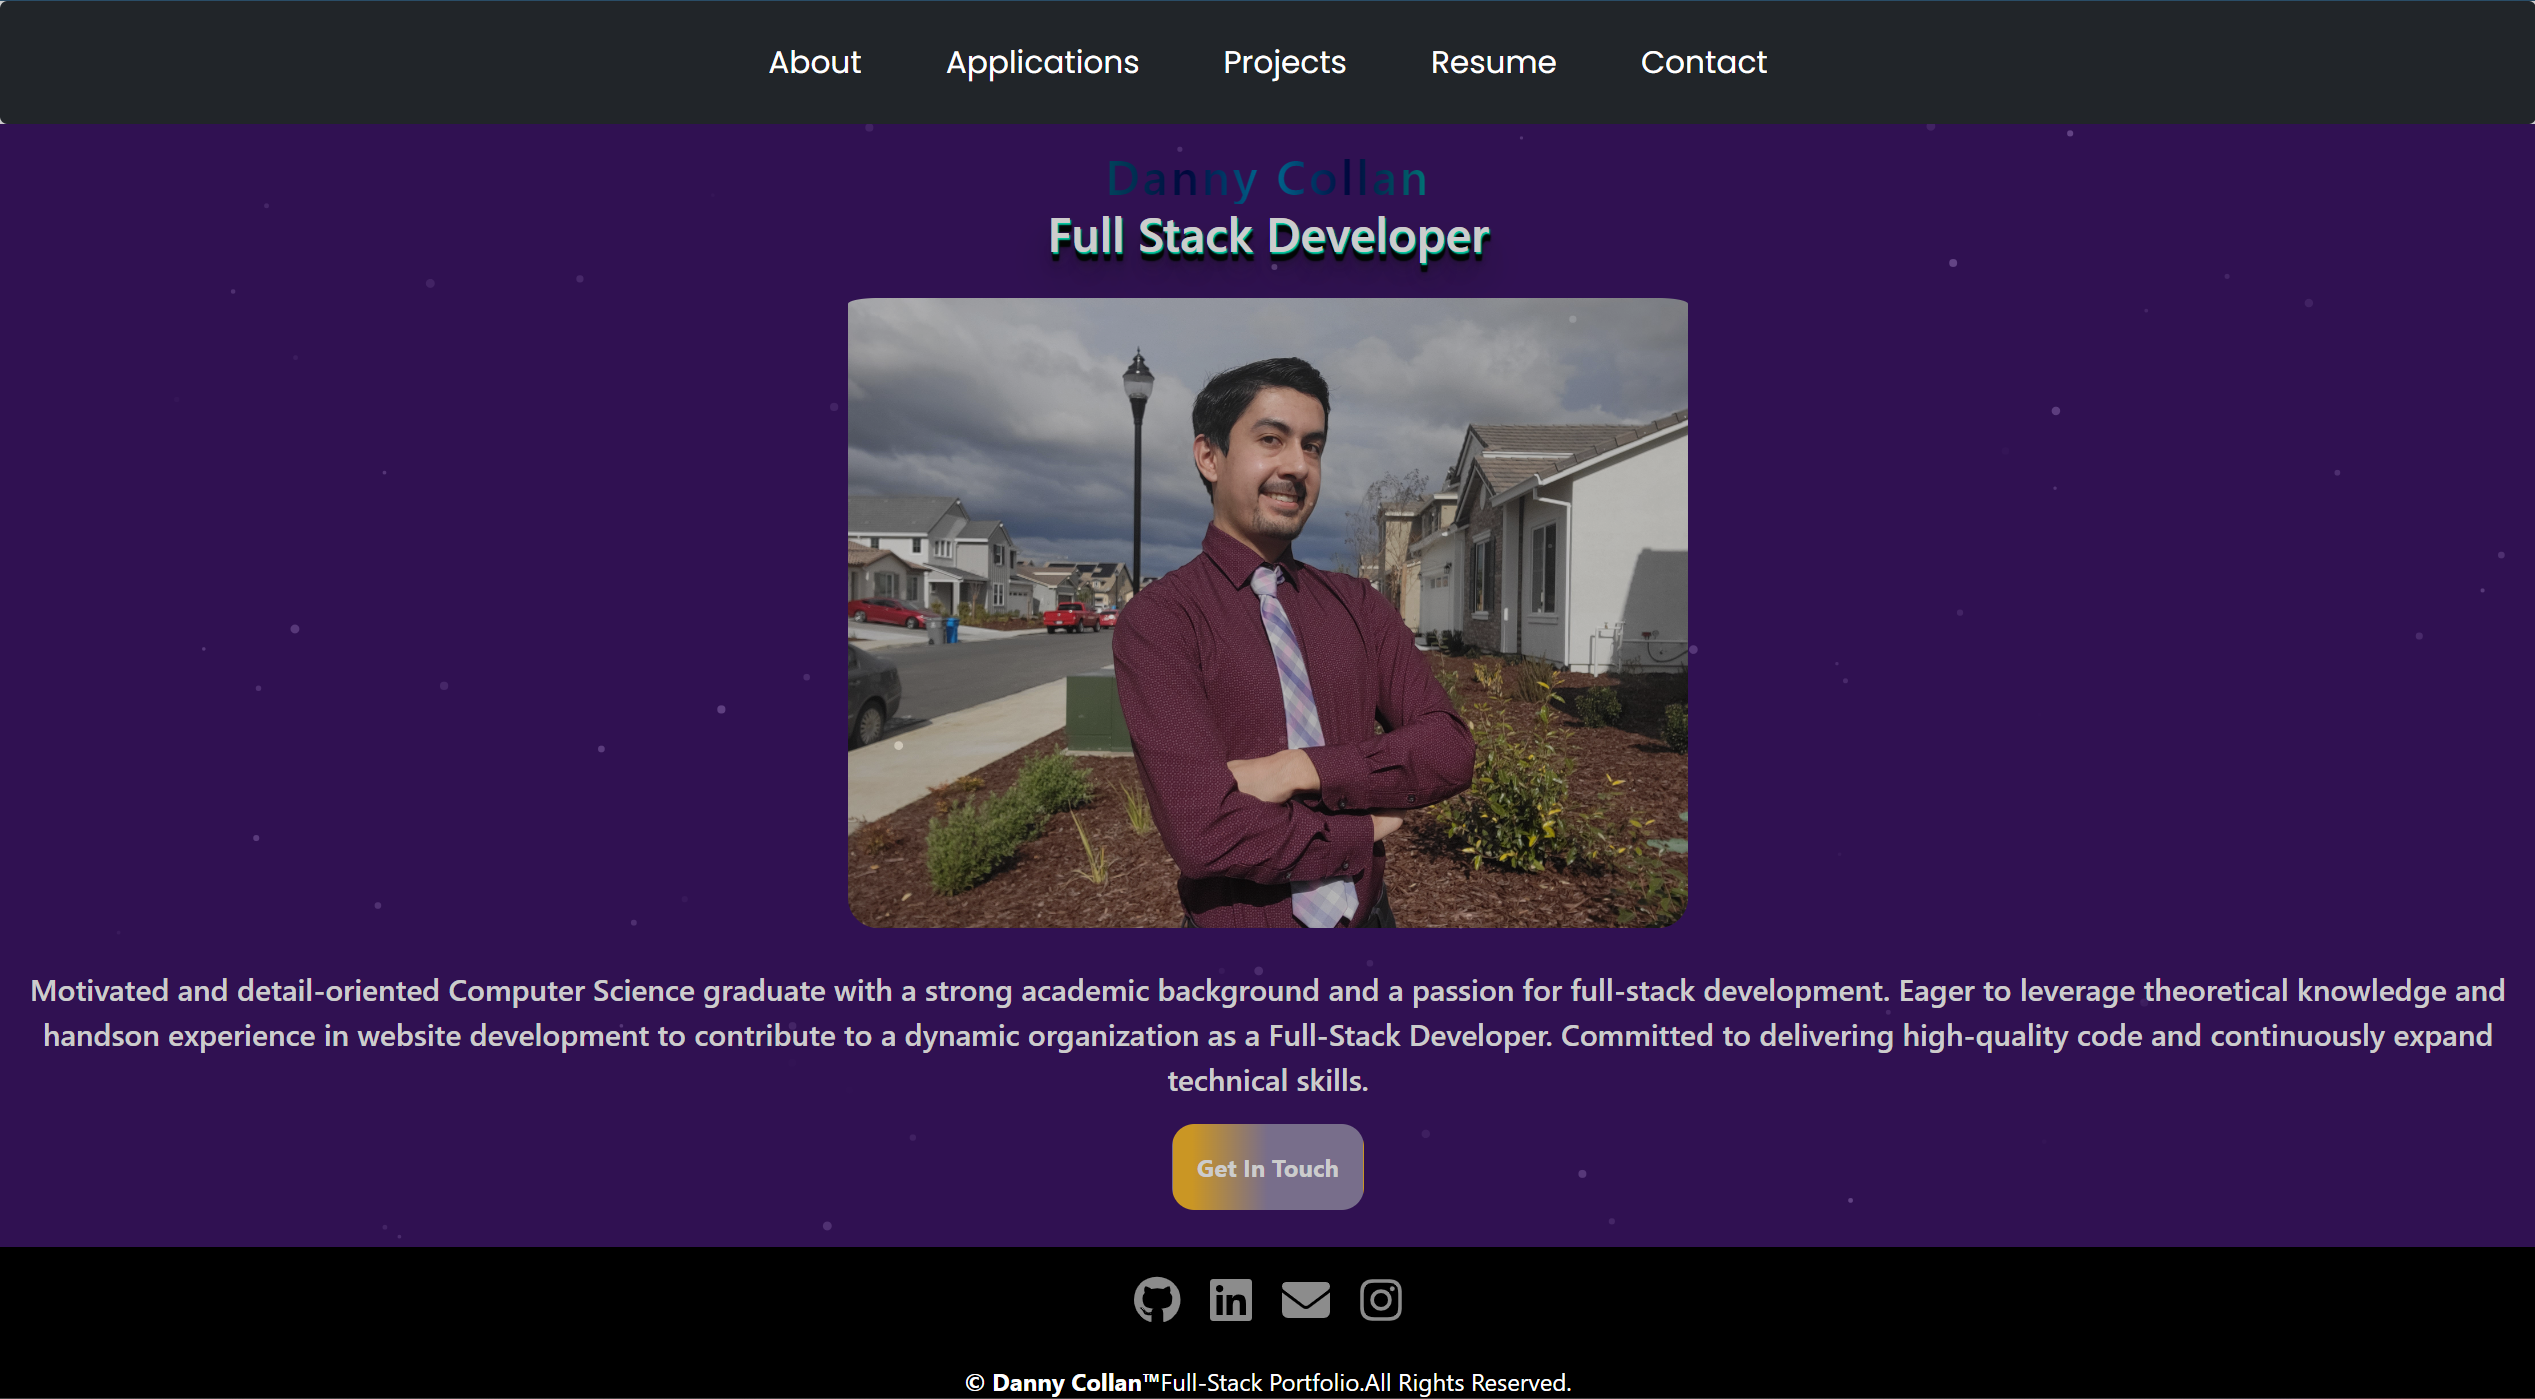 About Applications Projects Resume Contact
Danny Collan
Full Stack Developer
Motivated and detail-oriented Computer Science graduate with a strong academic background and a passion for full-stack development. Eager to leverage theoretical knowledge and
handson experience in website development to contribute to a dynamic organization as a Full-Stack Developer. Committed to delivering high-quality code and continuously expand
technical skills.
Get In Touch
© Danny Collan™Full-Stack Portfolio.All Rights Reserved.